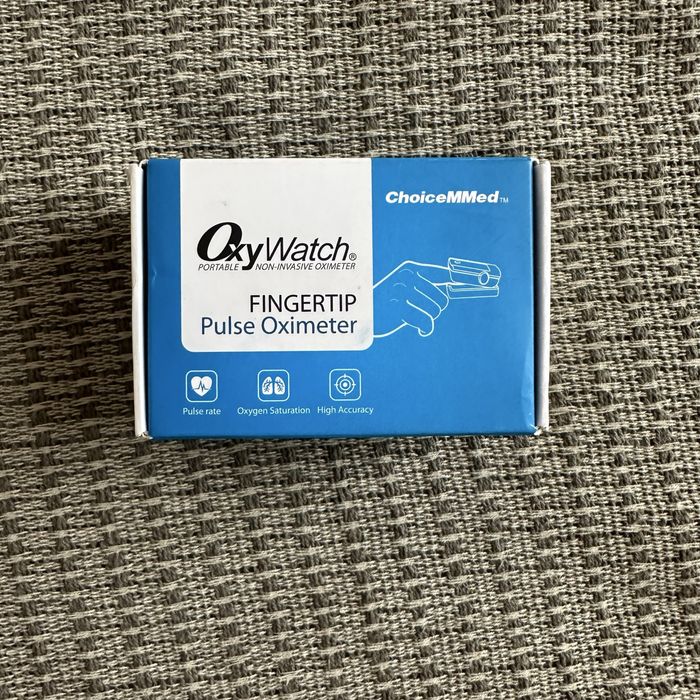 ChoiceMMed™
OxyWatch®
PORTABLE NON-INVASIVE OXIMETER
FINGERTIP
Pulse Oximeter
Pulse rate
Oxygen Saturation
High Accuracy